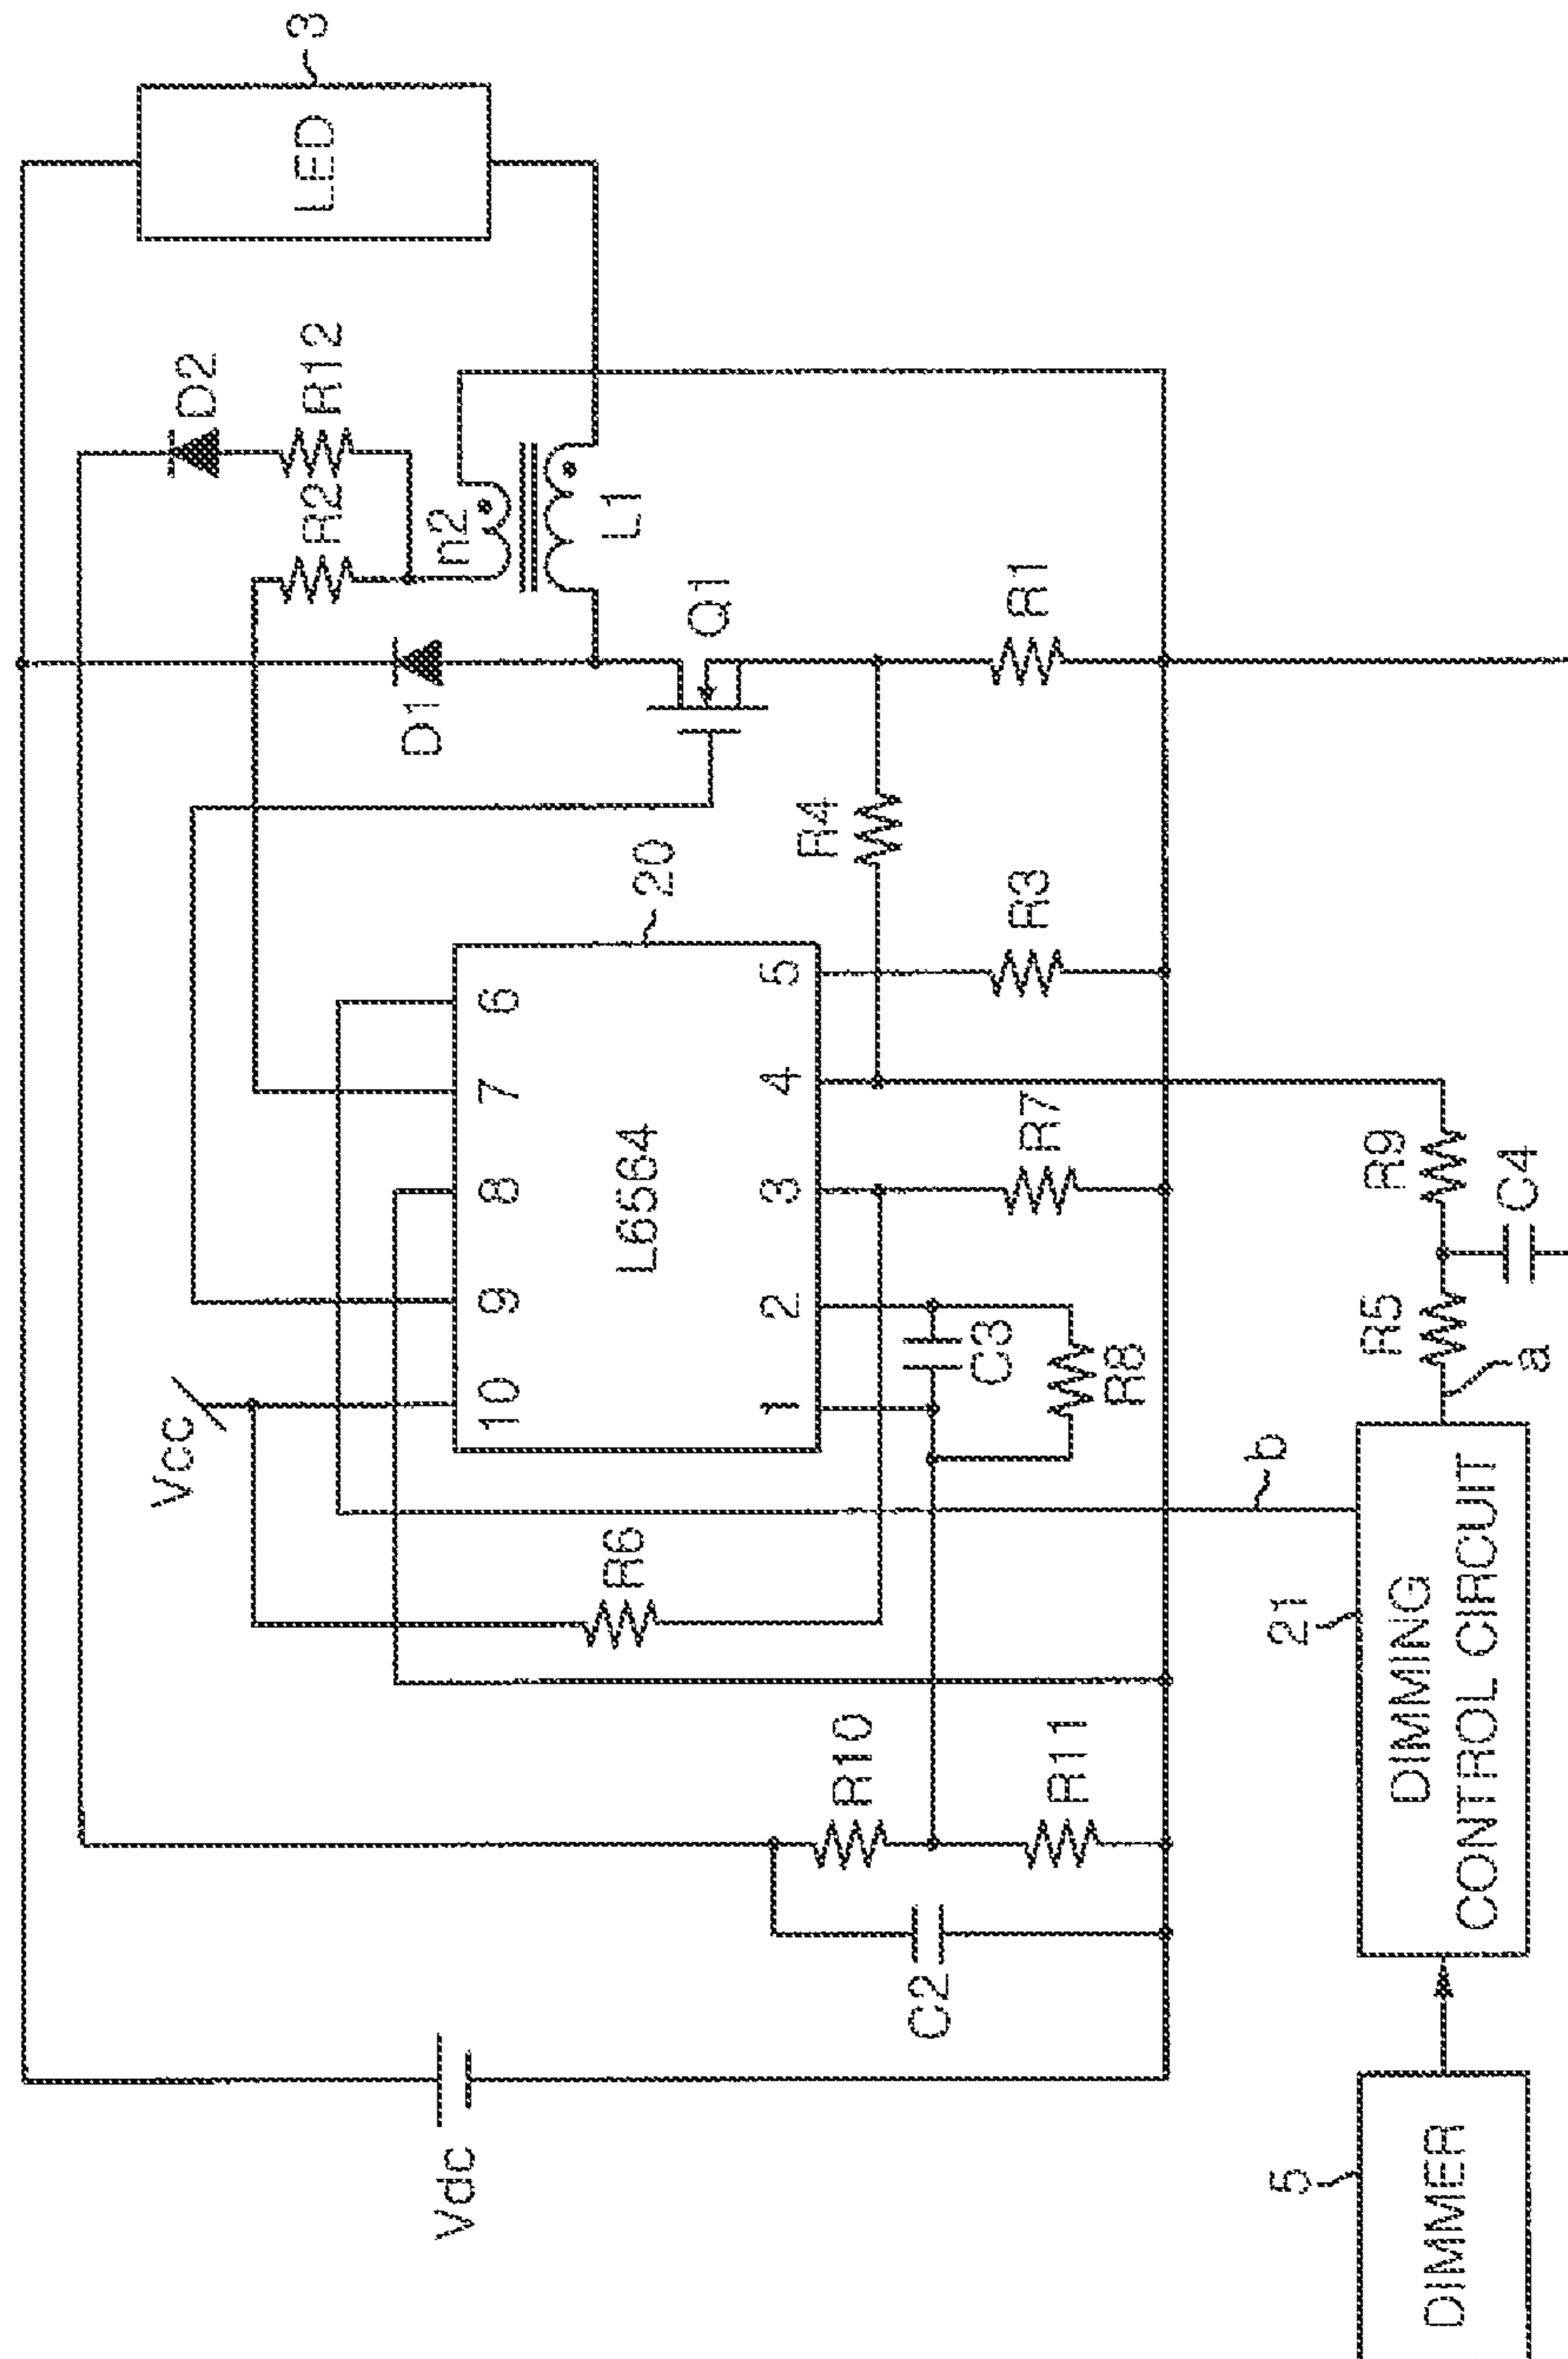 3
LED
D2
R12
R2
n2
L1
D1
Q1
R1
R4
20
R3
6
7
8
9
10
5
4
3
2
1
L6564
R7
Vcc
C3
R8
R9
C4
R5
a
b
R6
21
DIMMING
CONTROL CIRCUIT
R10
R11
C2
Vdc
5
DIMMER